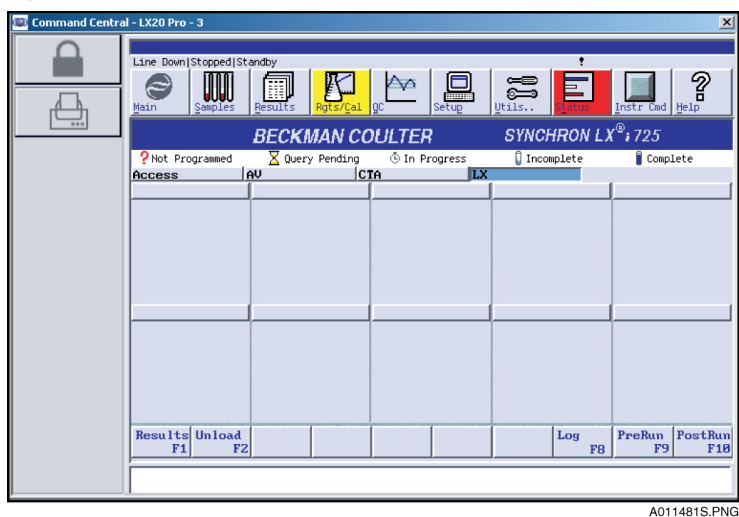 Command Central - LX20 Pro - 3
Line Down|Stopped|Standby !
Main Samples Results Rgts/Cal QC Setup Utils.. Status Instr Cmd Help
BECKMAN COULTER SYNCHRON LX®i 725
?Not Programmed Query Pending In Progress Incomplete Complete
Access AV CTA LX
Results Unload Log PreRun PostRun
F1 F2 F8 F9 F10
A011481S.PNG